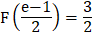 F((e−1)/2) = 3/2